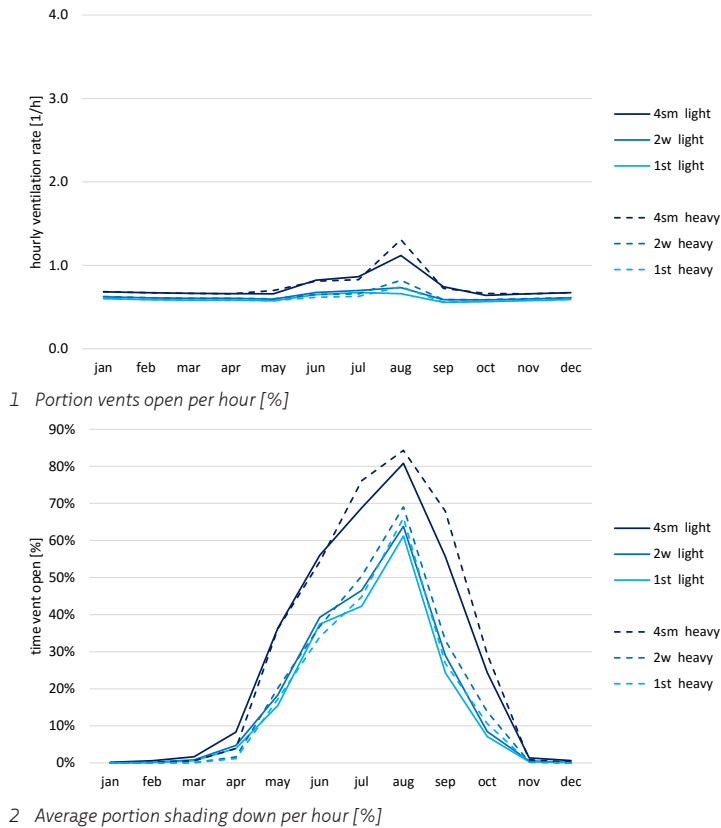 4.0
3.0
2.0
1.0
0.0
hourly ventilation rate [1/h]
jan feb mar apr may jun jul aug sep oct nov dec
4sm light
2w light
1st light
4sm heavy
2w heavy
1st heavy
1 Portion vents open per hour [%]
90%
80%
70%
60%
50%
40%
30%
20%
10%
0%
time vent open [%]
jan feb mar apr may jun jul aug sep oct nov dec
4sm light
2w light
1st light
4sm heavy
2w heavy
1st heavy
2 Average portion shading down per hour [%]